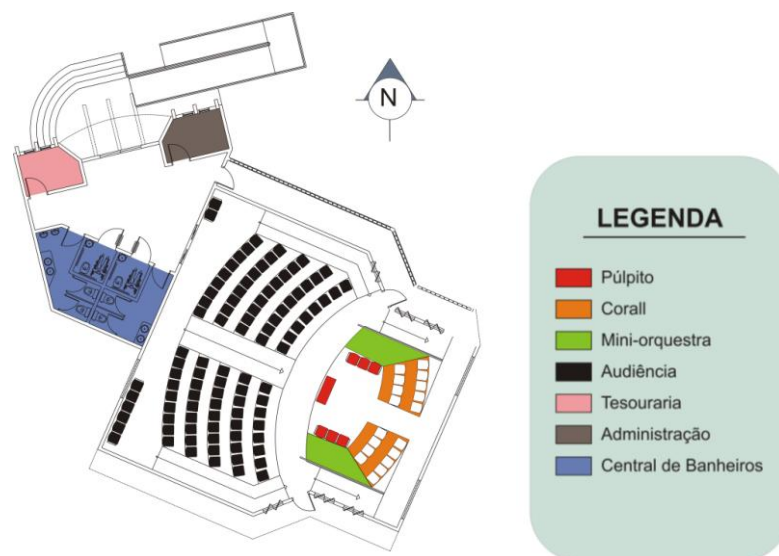 N
LEGENDA
Púlpito
Corall
Mini-orquestra
Audiência
Tesouraria
Administração
Central de Banheiros